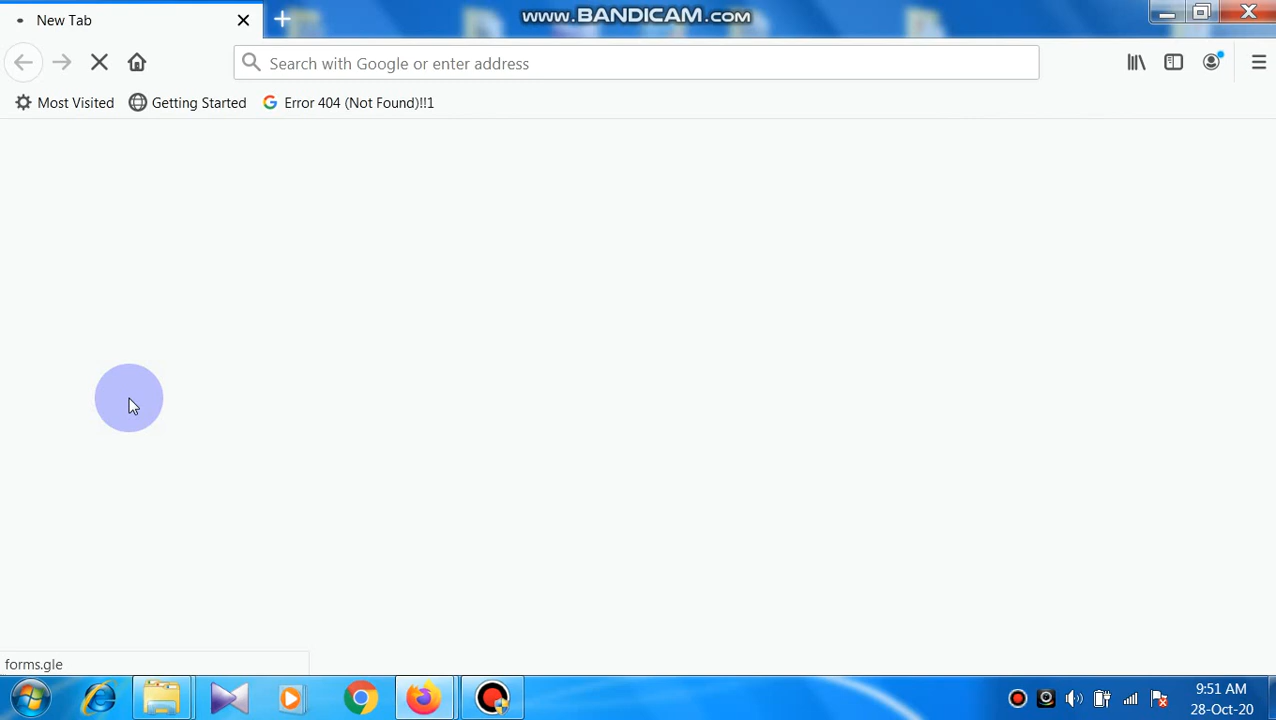 New Tab
www.BANDICAM.com
Search with Google or enter address
Most Visited
Getting Started
Error 404 (Not Found)!!1
forms.gle
9:51 AM
28-Oct-20